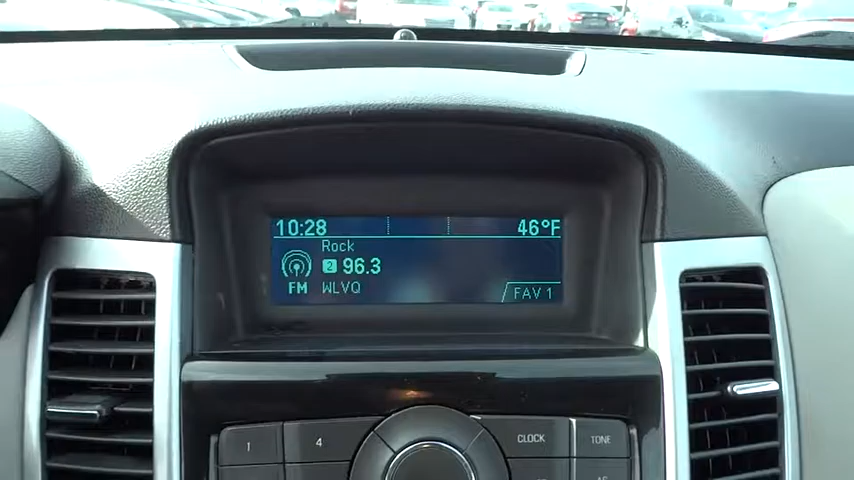 10:28 46°F
Rock
2 96.3
FM WLVQ FAV 1
1 4 CLOCK TONE